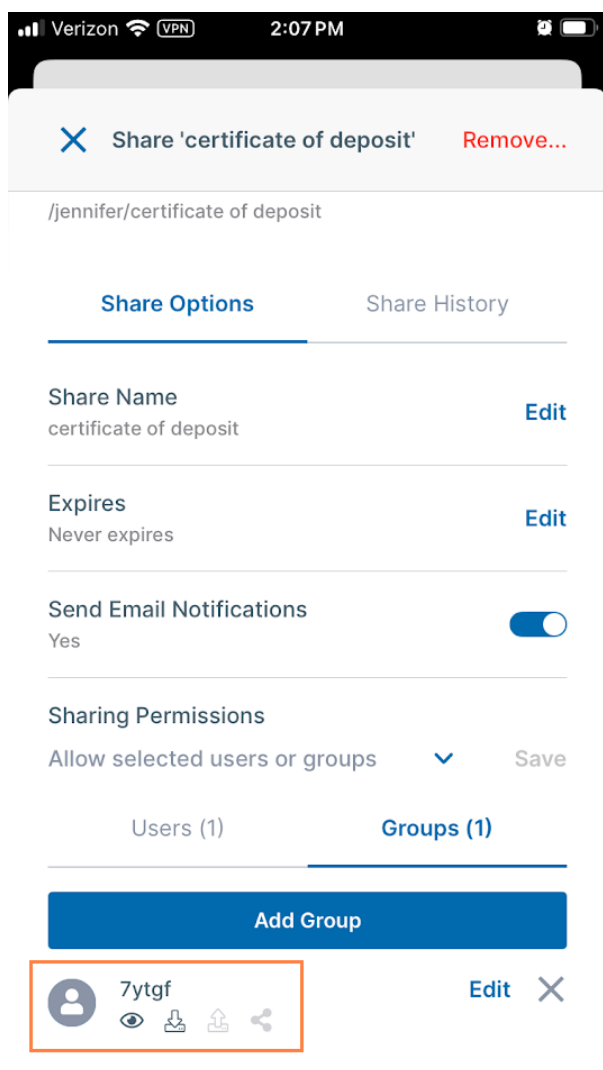 Verizon VPN 2:07 PM
Share 'certificate of deposit' Remove...
/jennifer/certificate of deposit
Share Options Share History
Share Name
Edit
certificate of deposit
Expires
Edit
Never expires
Send Email Notifications
Yes
Sharing Permissions
Allow selected users or groups Save
Users (1) Groups (1)
Add Group
7ytgf Edit